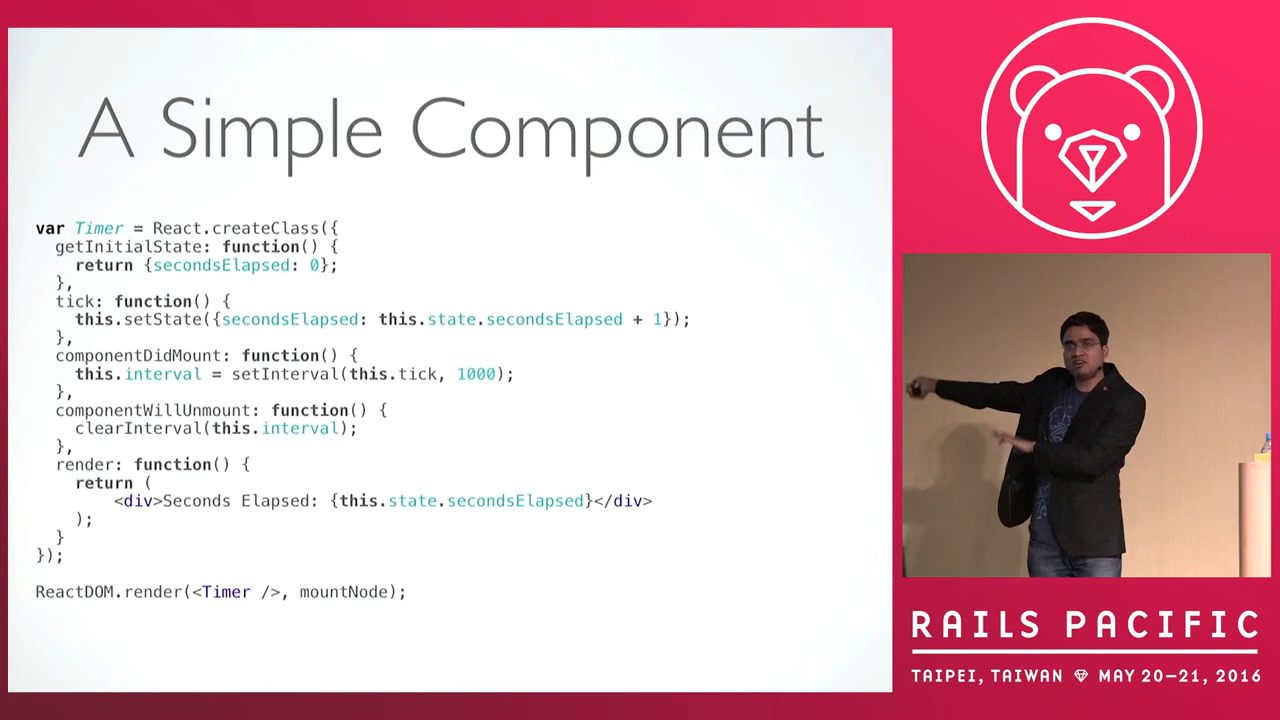 A Simple Component
var Timer = React.createClass({
  getInitialState: function() {
    return {secondsElapsed: 0};
  },
  tick: function() {
    this.setState({secondsElapsed: this.state.secondsElapsed + 1});
  },
  componentDidMount: function() {
    this.interval = setInterval(this.tick, 1000);
  },
  componentWillUnmount: function() {
    clearInterval(this.interval);
  },
  render: function() {
    return (
        <div>Seconds Elapsed: {this.state.secondsElapsed}</div>
    );
  }
});
ReactDOM.render(<Timer />, mountNode);
RAILS PACIFIC
TAIPEI, TAIWAN MAY 20–21, 2016